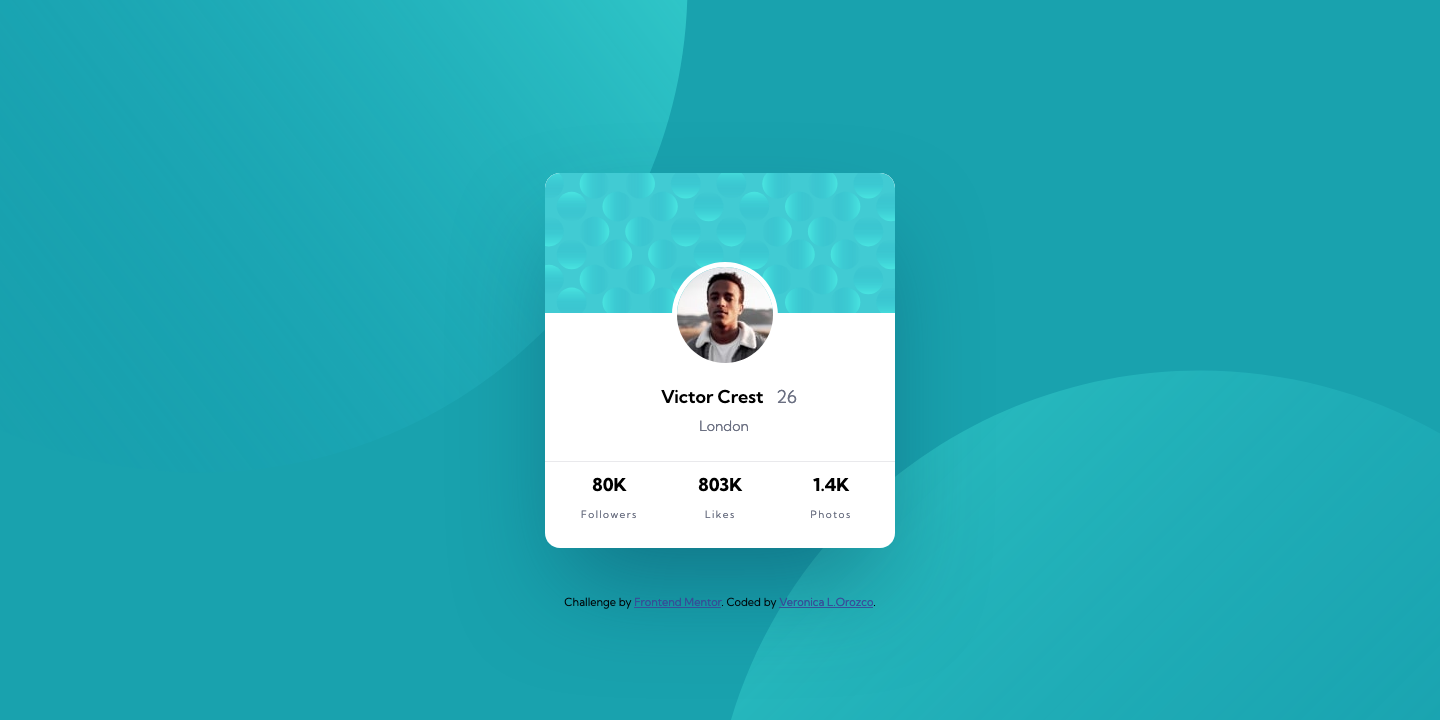 Victor Crest 26
London
80K 803K 1.4K
Followers Likes Photos
Challenge by Frontend Mentor. Coded by Veronica L.Orozco.